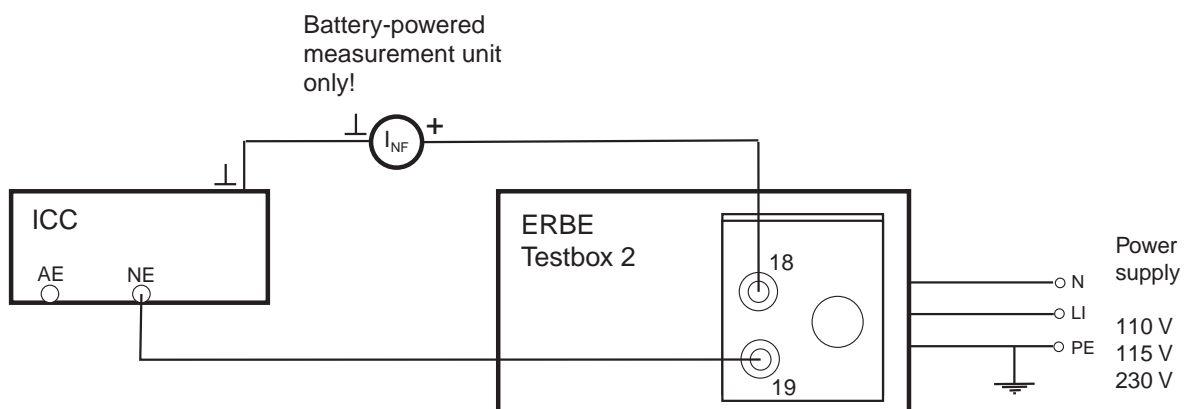 Battery-powered
measurement unit
only!
⊥
+
I_NF
⊥
ICC
AE
NE
ERBE
Testbox 2
18
19
N
LI
PE
Power
supply
110 V
115 V
230 V